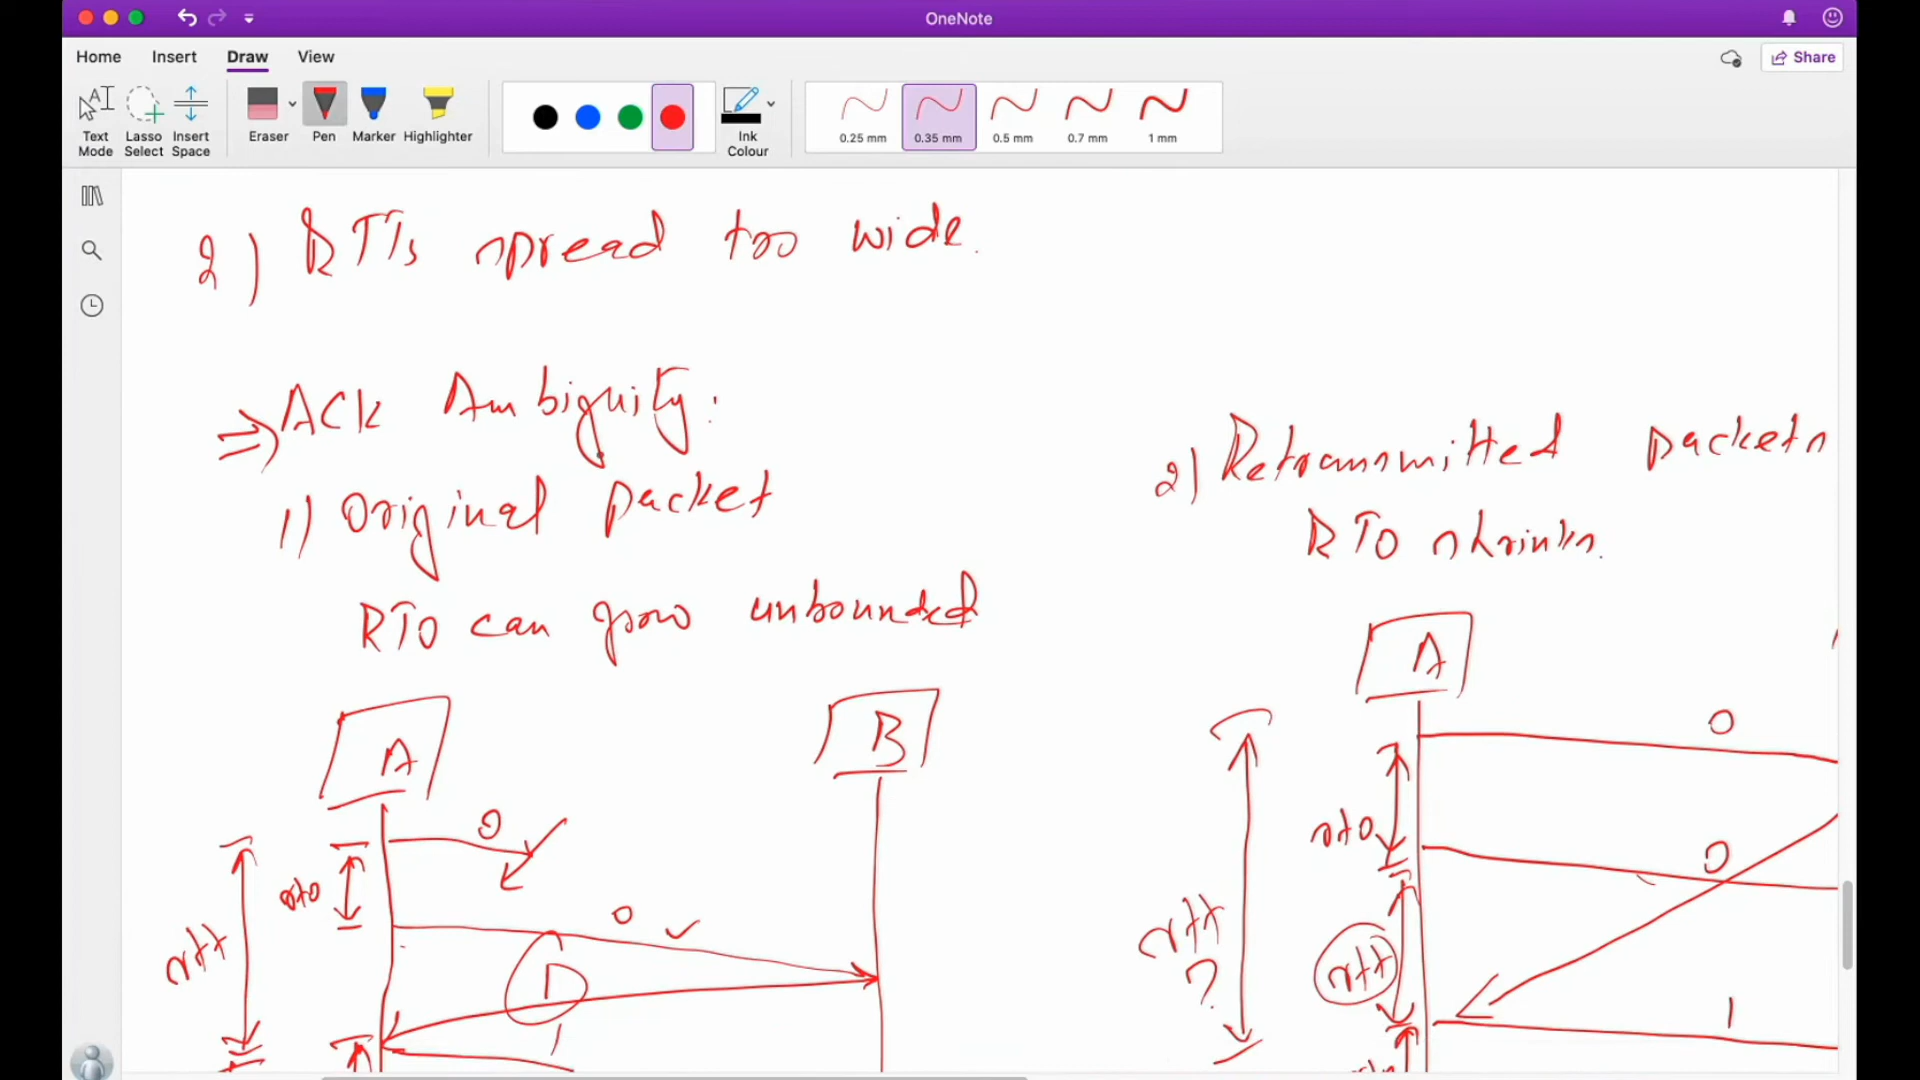 OneNote
Home Insert Draw View
Share
Text Mode
Lasso Select
Insert Space
Eraser
Pen
Marker
Highlighter
Ink Colour
0.25 mm
0.35 mm
0.5 mm
0.7 mm
1 mm
2) RTTs spread too wide.
⇒ ACK Ambiguity:
1) Original packet
RTO can grow unbounded
2) Retransmitted packets
RTO shrinks.
A
B
0
rto
0
rtt
1
1
A
0
rto
0
rtt
?
rtt
1